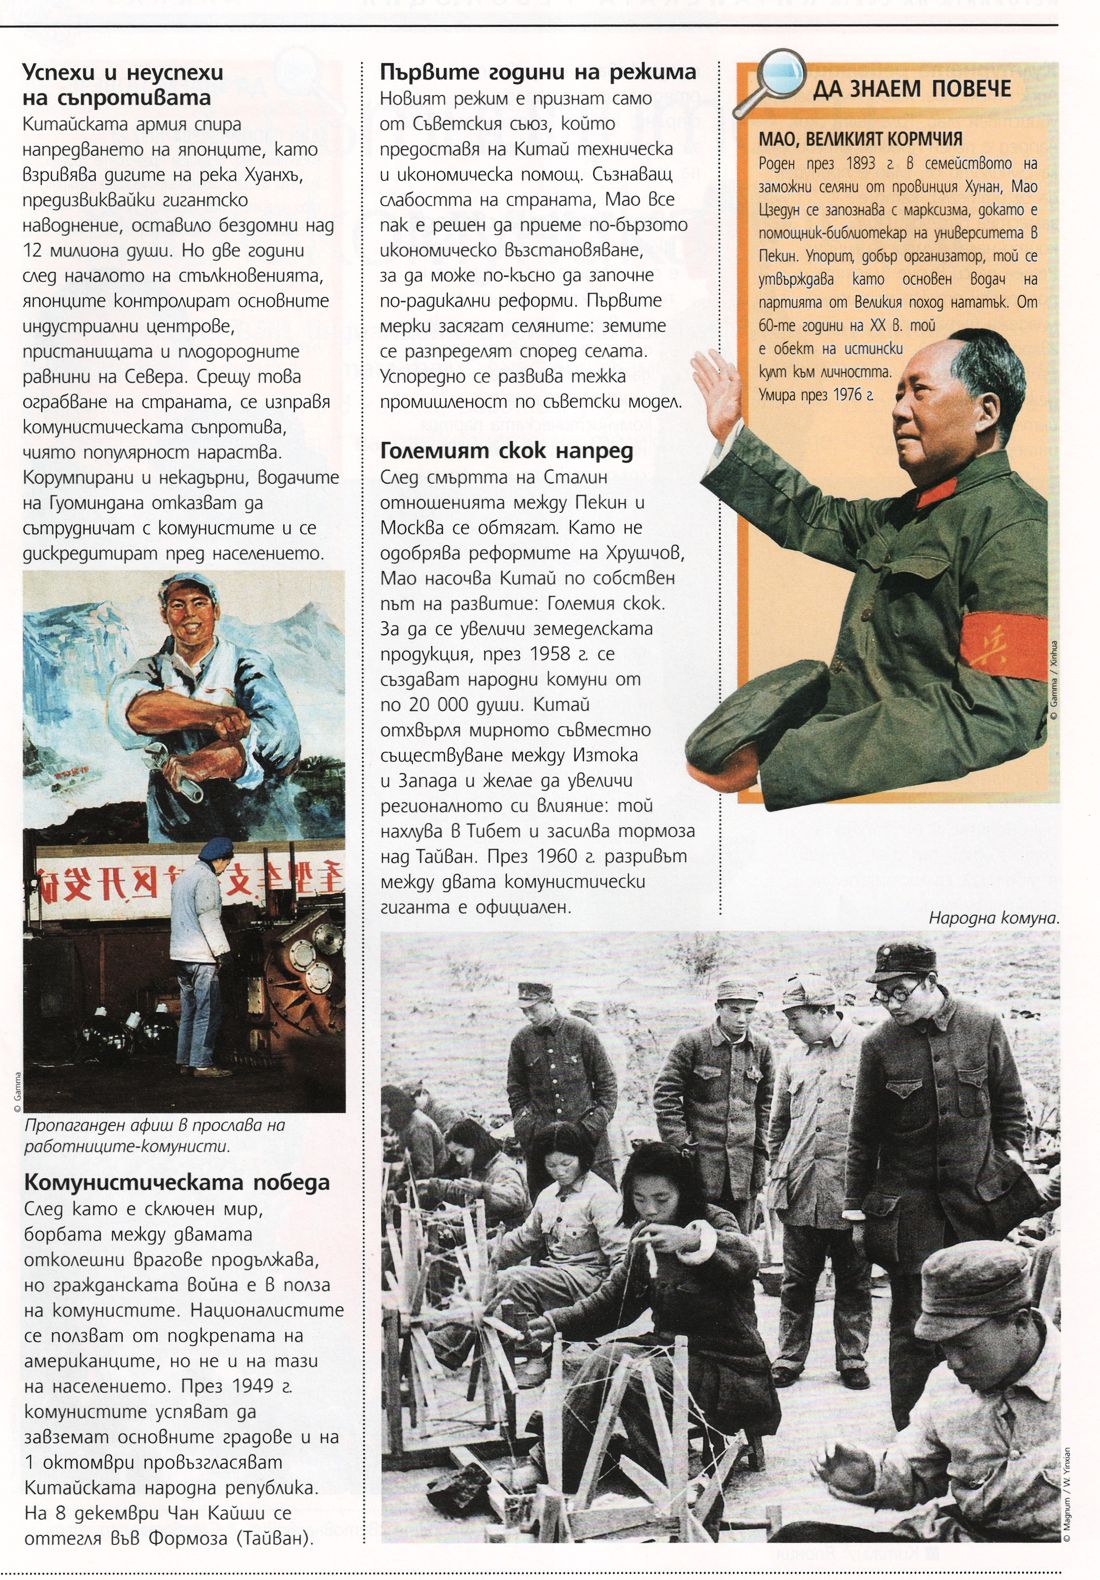 Успехи и неуспехи
на съпротивата
Китайската армия спира
напредването на японците, като
взривява дигите на река Хуанхъ,
предизвиквайки гигантско
наводнение, оставило бездомни над
12 милиона души. Но две години
след началото на стълкновенията,
японците контролират основните
индустриални центрове,
пристанищата и плодородните
равнини на Севера. Срещу това
ограбване на страната, се изправя
комунистическата съпротива,
чиято популярност нараства.
Корумпирани и некадърни, водачите
на Гуоминдана отказват да
сътрудничат с комунистите и се
дискредитират пред населението.
© Gamma
Пропаганден афиш в прослава на
работниците-комунисти.
Комунистическата победа
След като е сключен мир,
борбата между двамата
отколешни врагове продължава,
но гражданската война е в полза
на комунистите. Националистите
се ползват от подкрепата на
американците, но не и на тази
на населението. През 1949 г.
комунистите успяват да
завземат основните градове и на
1 октомври провъзгласяват
Китайската народна република.
На 8 декември Чан Кайши се
оттегля във Формоза (Тайван).
Първите години на режима
Новият режим е признат само
от Съветския съюз, който
предоставя на Китай техническа
и икономическа помощ. Съзнаващ
слабостта на страната, Мао все
пак е решен да приеме по-бързото
икономическо възстановяване,
за да може по-късно да започне
по-радикални реформи. Първите
мерки засягат селяните: земите
се разпределят според селата.
Успоредно се развива тежка
промишленост по съветски модел.
Големият скок напред
След смъртта на Сталин
отношенията между Пекин и
Москва се обтягат. Като не
одобрява реформите на Хрушчов,
Мао насочва Китай по собствен
път на развитие: Големия скок.
За да се увеличи земеделската
продукция, през 1958 г. се
създават народни комуни от
по 20 000 души. Китай
отхвърля мирното съвместно
съществуване между Изтока
и Запада и желае да увеличи
регионалното си влияние: той
нахлува в Тибет и засилва тормоза
над Тайван. През 1960 г. разривът
между двата комунистически
гиганта е официален.
ДА ЗНАЕМ ПОВЕЧЕ
МАО, ВЕЛИКИЯТ КОРМЧИЯ
Роден през 1893 г. в семейството на
заможни селяни от провинция Хунан, Мао
Цзедун се запознава с марксизма, докато е
помощник-библиотекар на университета в
Пекин. Упорит, добър организатор, той се
утвърждава като основен водач на
партията от Великия поход нататък. От
60-те години на XX в. той
е обект на истински
култ към личността.
Умира през 1976 г.
兵
© Gamma / Xinhua
Народна комуна.
© Magnum / W. Yinxian